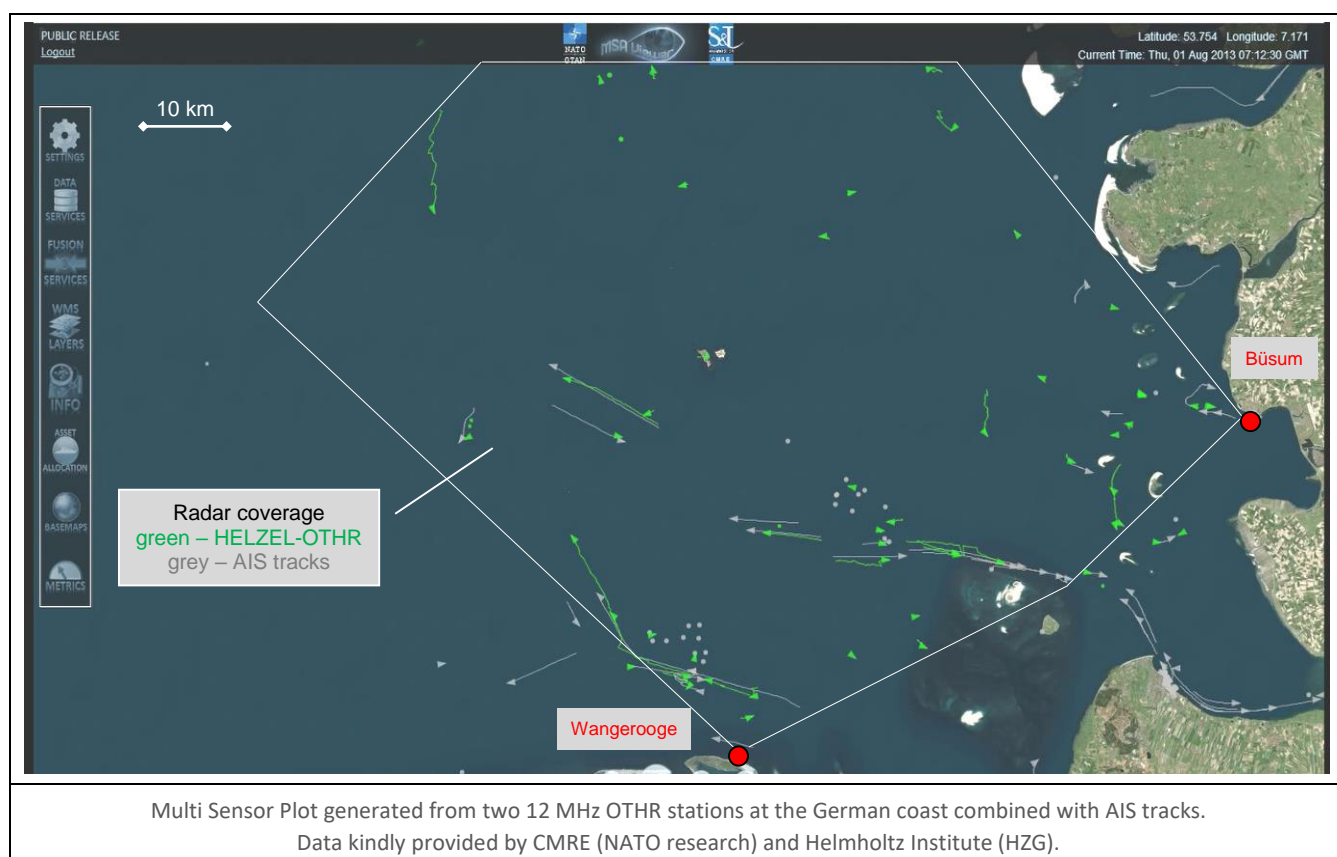 PUBLIC RELEASE
Logout
NATO
OTAN
MSA Viewer
S&T
CMRE
Latitude: 53.754 Longitude: 7.171
Current Time: Thu, 01 Aug 2013 07:12:30 GMT
10 km
SETTINGS
DATA
SERVICES
FUSION
SERVICES
WMS
LAYERS
INFO
ASSET
ALLOCATION
BASEMAPS
METRICS
Büsum
Radar coverage
green – HELZEL-OTHR
grey – AIS tracks
Wangerooge
Multi Sensor Plot generated from two 12 MHz OTHR stations at the German coast combined with AIS tracks.
Data kindly provided by CMRE (NATO research) and Helmholtz Institute (HZG).